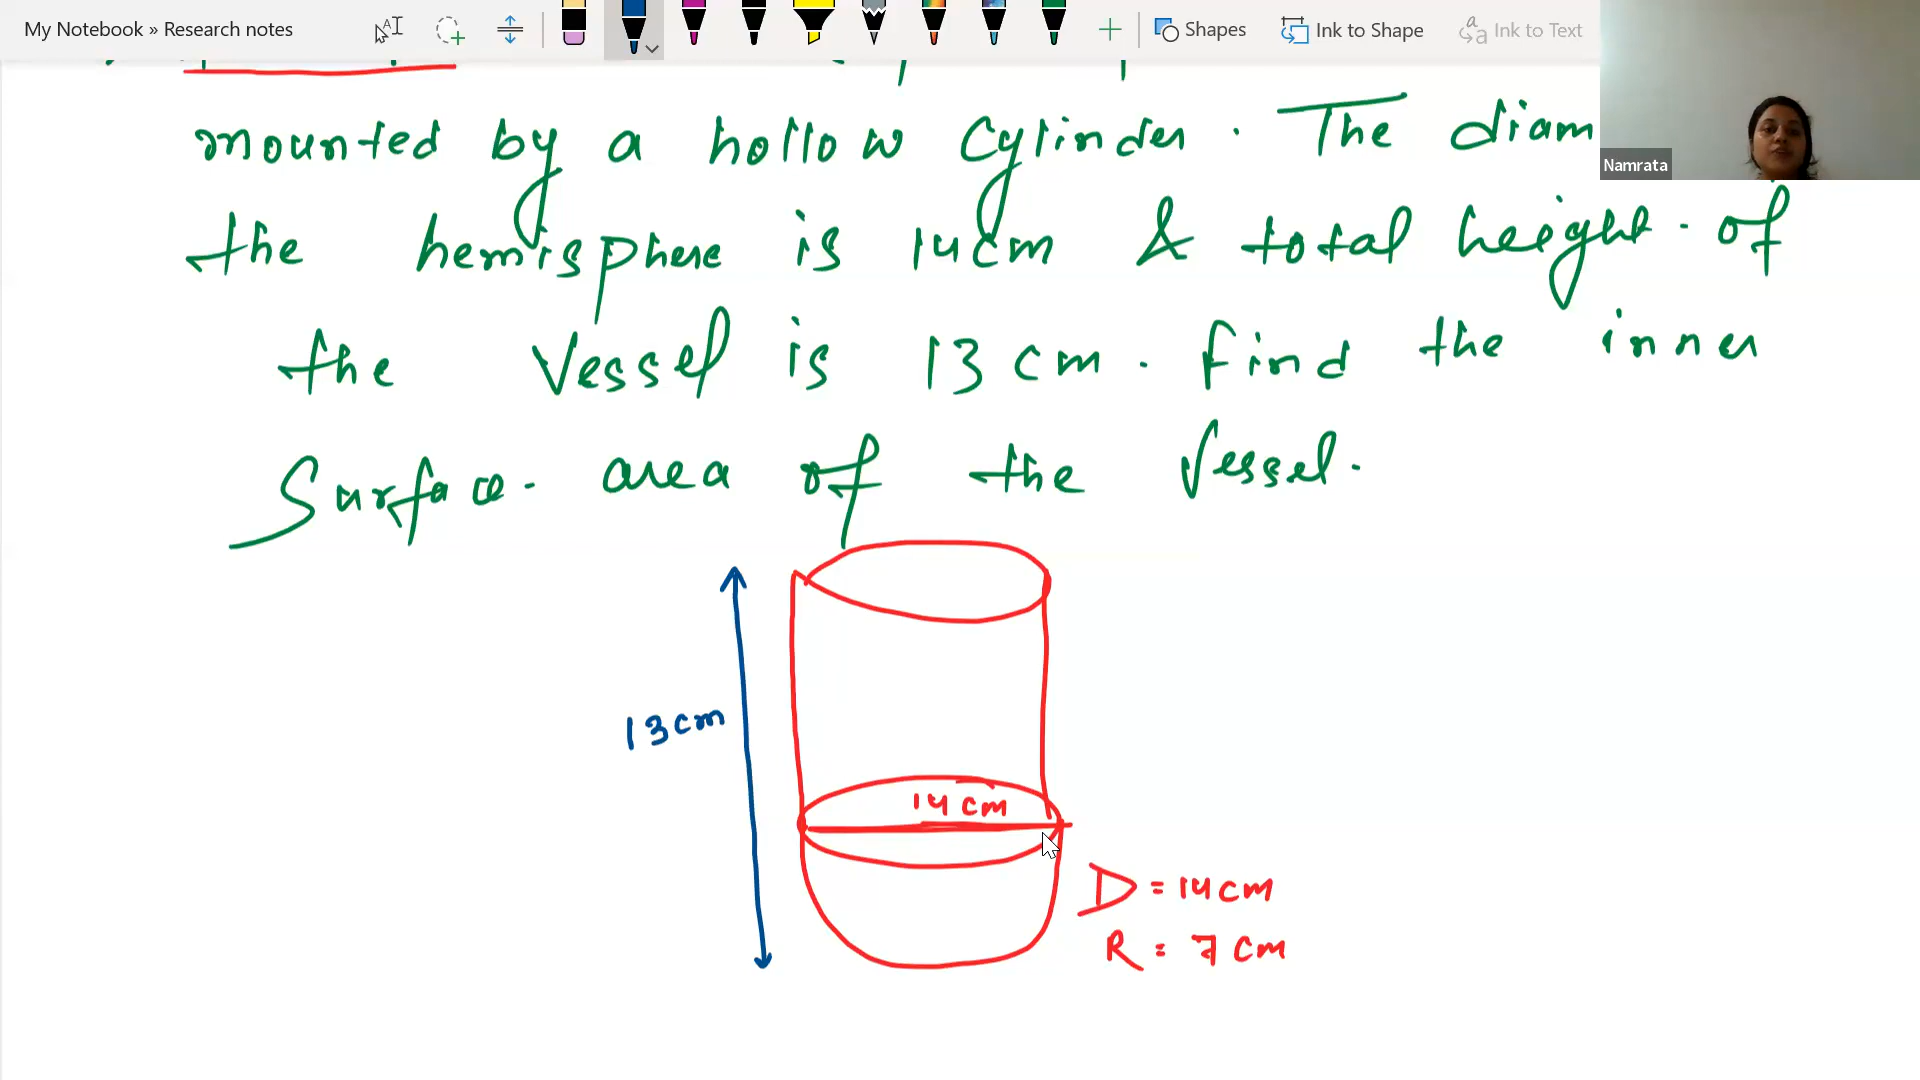 My Notebook » Research notes
Shapes
Ink to Shape
Ink to Text
Namrata
mounted by a hollow Cylinder. The diam
the hemisphere is 14cm & total height. of
the Vessel is 13 cm. find the inner
Surface. area of the Vessel.
13cm
14 cm
D = 14cm
R = 7 cm